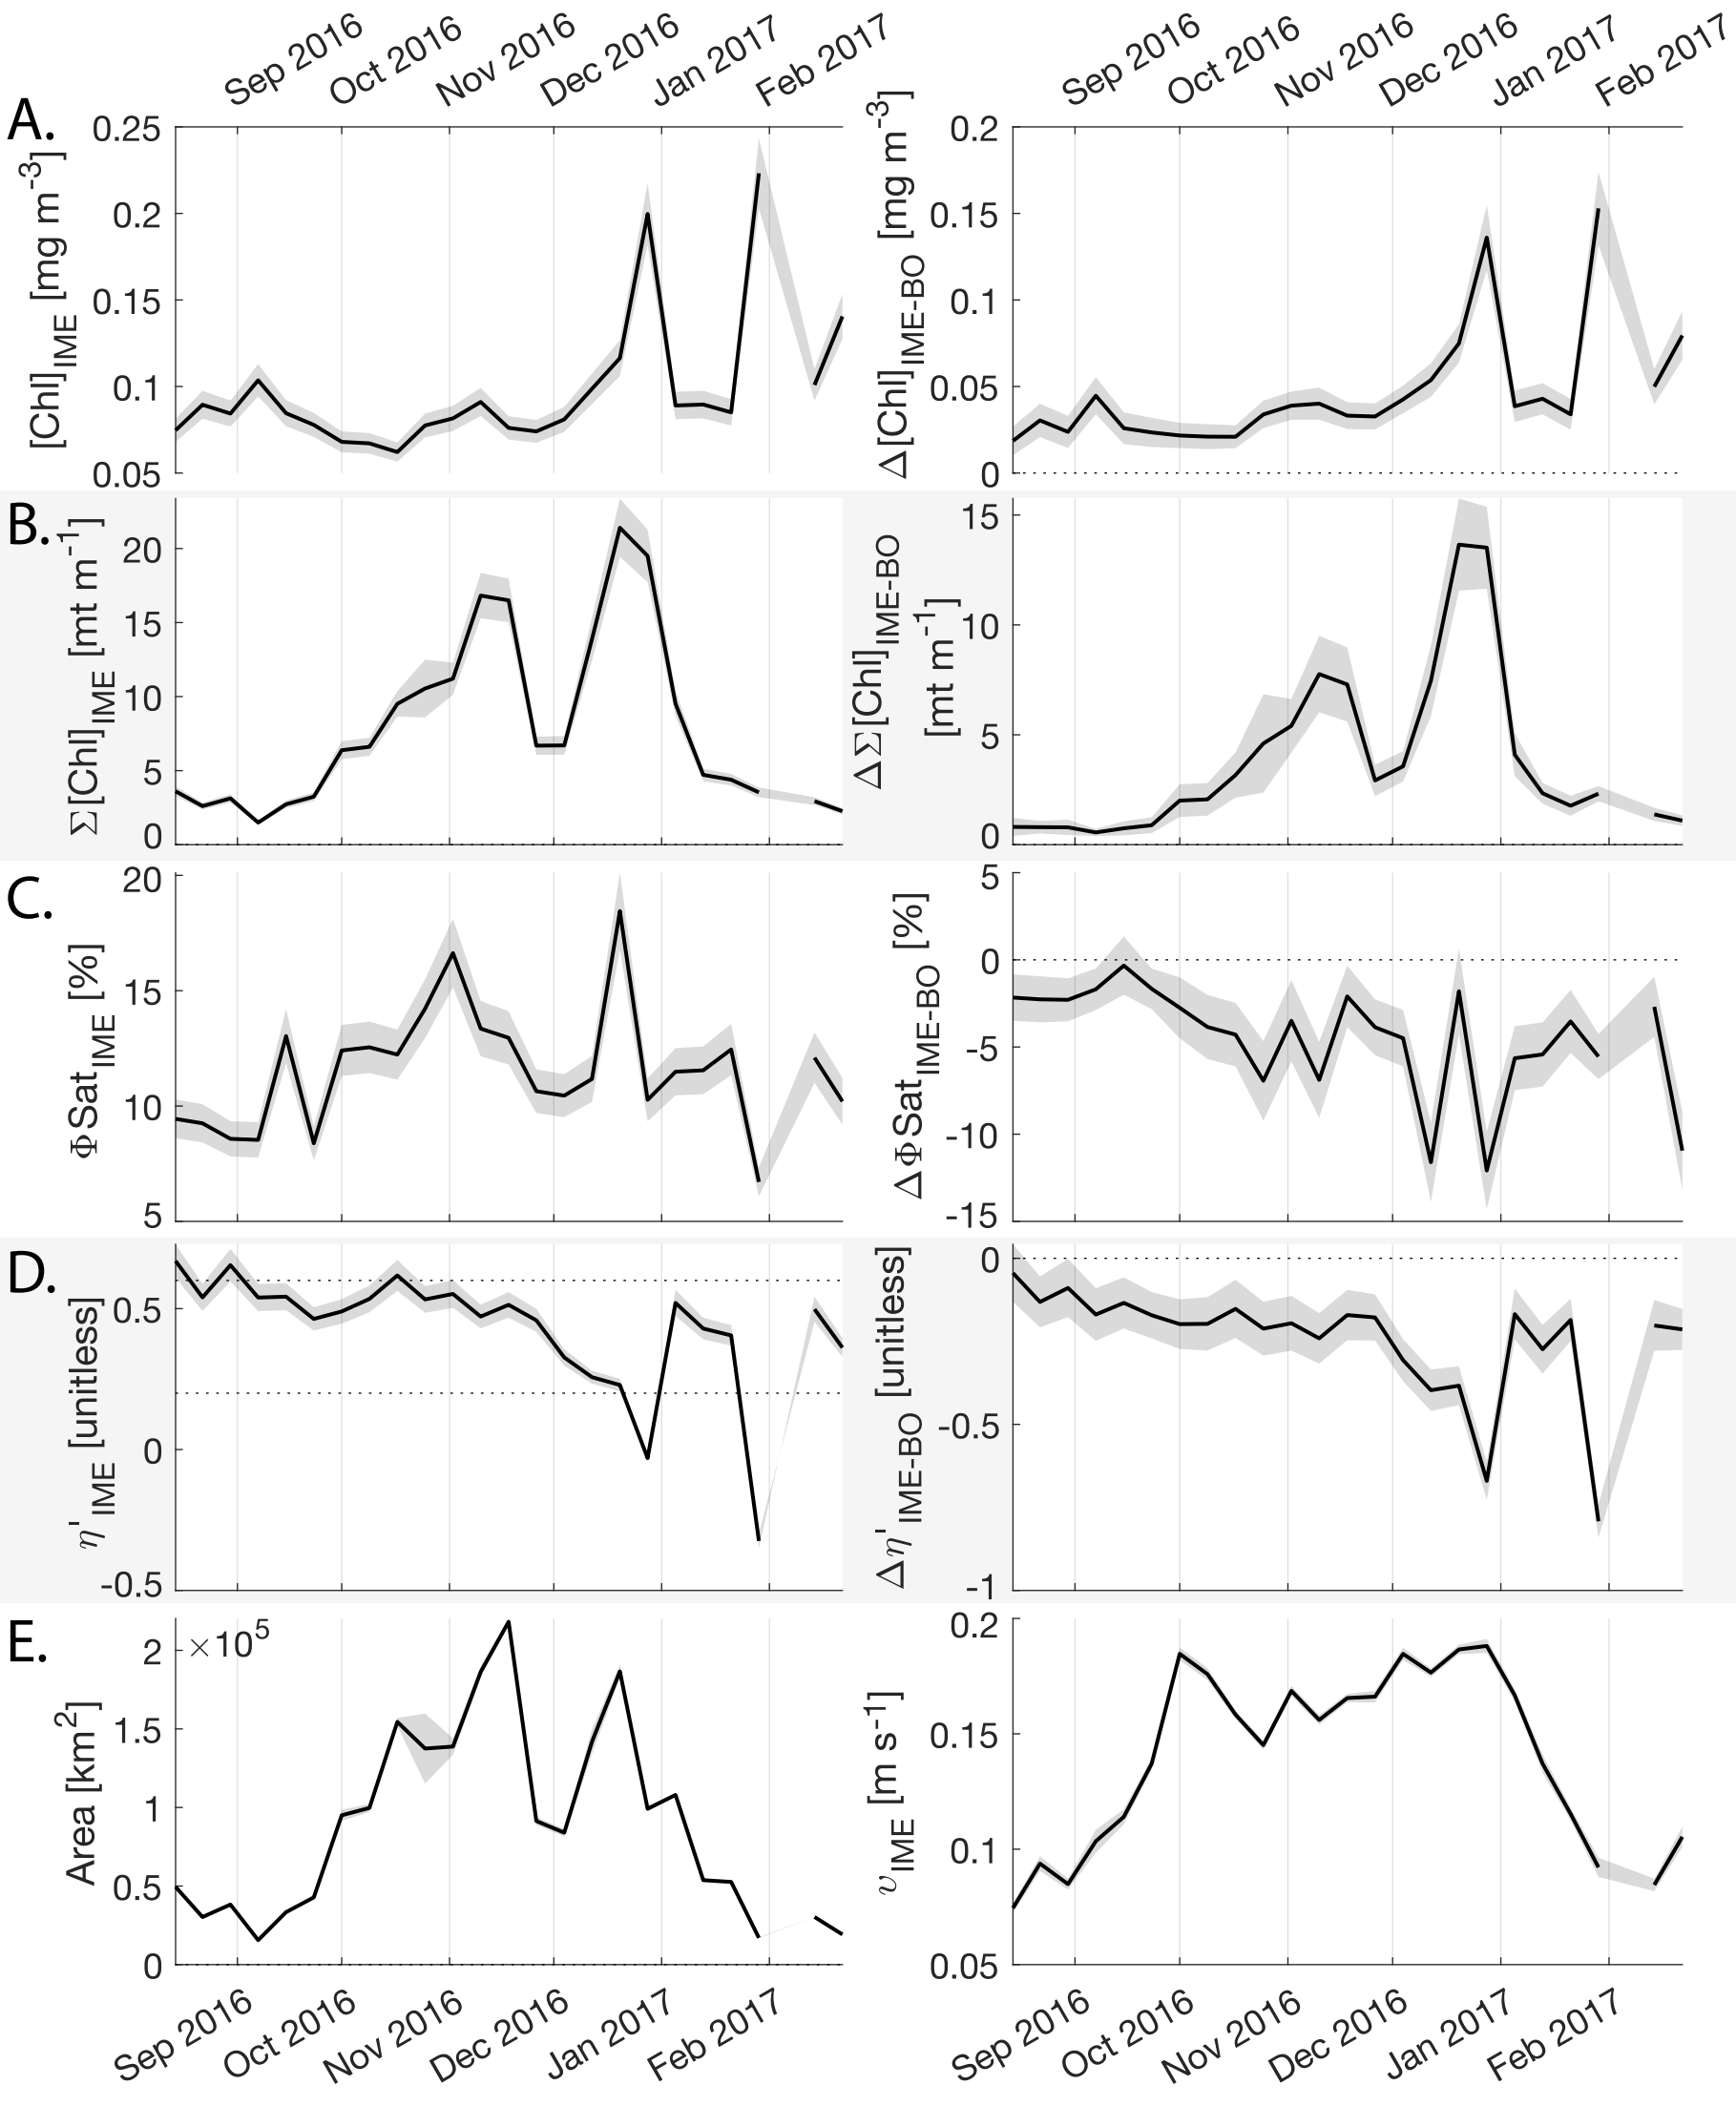 Sep 2016 Oct 2016 Nov 2016 Dec 2016 Jan 2017 Feb 2017
Sep 2016 Oct 2016 Nov 2016 Dec 2016 Jan 2017 Feb 2017
A.
[Chl]IME [mg m-3]
0.25
0.2
0.15
0.1
0.05
Δ[Chl]IME-BO [mg m-3]
0.2
0.15
0.1
0.05
0
B.
Σ[Chl]IME [mt m-1]
20
15
10
5
0
ΔΣ[Chl]IME-BO
[mt m-1]
15
10
5
0
C.
ΦSatIME [%]
20
15
10
5
ΔΦSatIME-BO [%]
5
0
-5
-10
-15
D.
η'IME [unitless]
0.5
0
-0.5
Δη'IME-BO [unitless]
0
-0.5
-1
E.
Area [km2]
×105
2
1.5
1
0.5
0
vIME [m s-1]
0.2
0.15
0.1
0.05
Sep 2016 Oct 2016 Nov 2016 Dec 2016 Jan 2017 Feb 2017
Sep 2016 Oct 2016 Nov 2016 Dec 2016 Jan 2017 Feb 2017